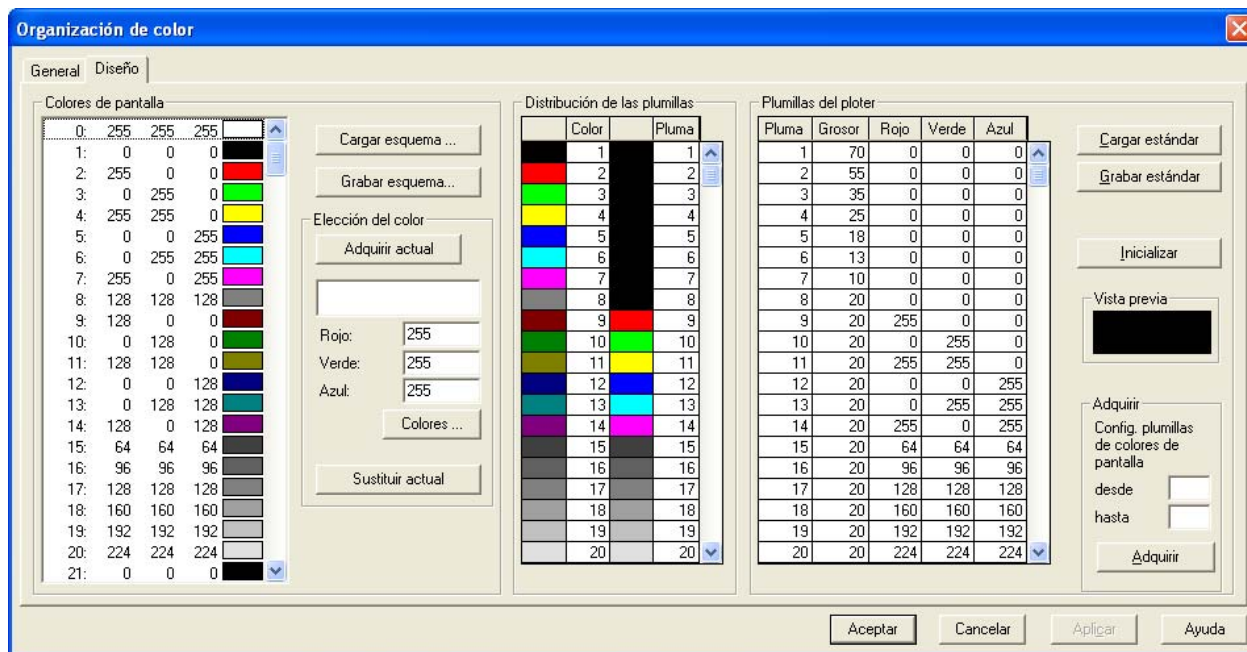 Organización de color
General Diseño
Colores de pantalla
0: 255 255 255
1: 0 0 0
2: 255 0 0
3: 0 255 0
4: 255 255 0
5: 0 0 255
6: 0 255 255
7: 255 0 255
8: 128 128 128
9: 128 0 0
10: 0 128 0
11: 128 128 0
12: 0 0 128
13: 0 128 128
14: 128 0 128
15: 64 64 64
16: 96 96 96
17: 128 128 128
18: 160 160 160
19: 192 192 192
20: 224 224 224
21: 0 0 0
Cargar esquema ...
Grabar esquema...
Elección del color
Adquirir actual
Rojo: 255
Verde: 255
Azul: 255
Colores ...
Sustituir actual
Distribución de las plumillas
Color Pluma
1 1
2 2
3 3
4 4
5 5
6 6
7 7
8 8
9 9
10 10
11 11
12 12
13 13
14 14
15 15
16 16
17 17
18 18
19 19
20 20
Plumillas del ploter
Pluma Grosor Rojo Verde Azul
1 70 0 0 0
2 55 0 0 0
3 35 0 0 0
4 25 0 0 0
5 18 0 0 0
6 13 0 0 0
7 10 0 0 0
8 20 0 0 0
9 20 255 0 0
10 20 0 255 0
11 20 255 255 0
12 20 0 0 255
13 20 0 255 255
14 20 255 0 255
15 20 64 64 64
16 20 96 96 96
17 20 128 128 128
18 20 160 160 160
19 20 192 192 192
20 20 224 224 224
Cargar estándar
Grabar estándar
Inicializar
Vista previa
Adquirir
Config. plumillas
de colores de
pantalla
desde
hasta
Adquirir
Aceptar Cancelar Aplicar Ayuda